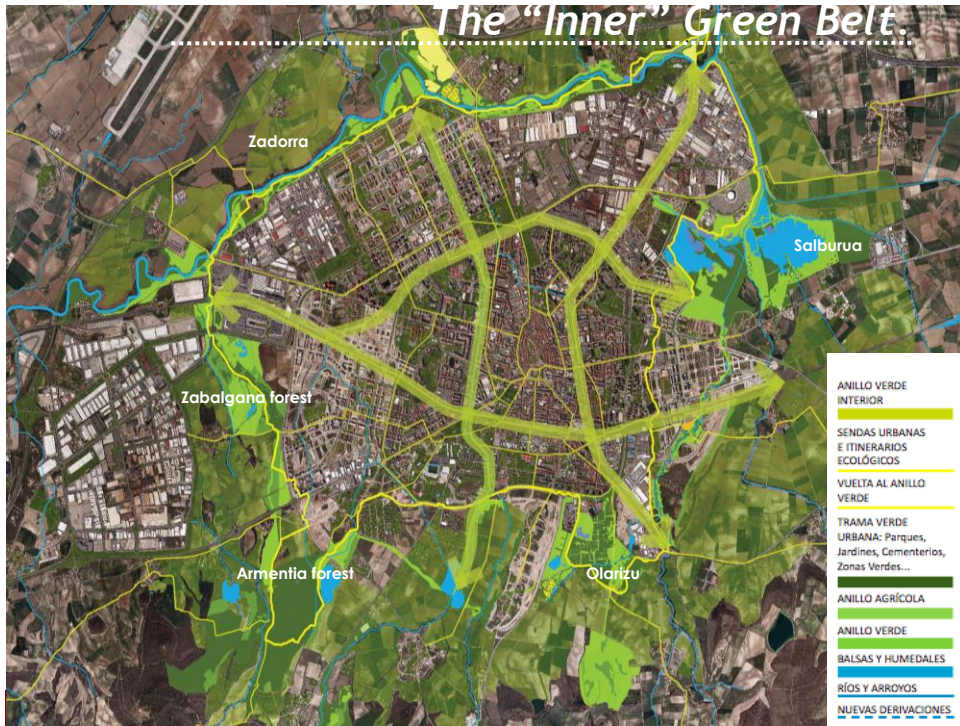 The “Inner” Green Belt.
Zadorra
Salburua
Zabalgana forest
Armentia forest
Olarizu
ANILLO VERDE
INTERIOR
SENDAS URBANAS
E ITINERARIOS
ECOLÓGICOS
VUELTA AL ANILLO
VERDE
TRAMA VERDE
URBANA: Parques,
Jardines, Cementerios,
Zonas Verdes...
ANILLO AGRÍCOLA
ANILLO VERDE
BALSAS Y HUMEDALES
RÍOS Y ARROYOS
NUEVAS DERIVACIONES